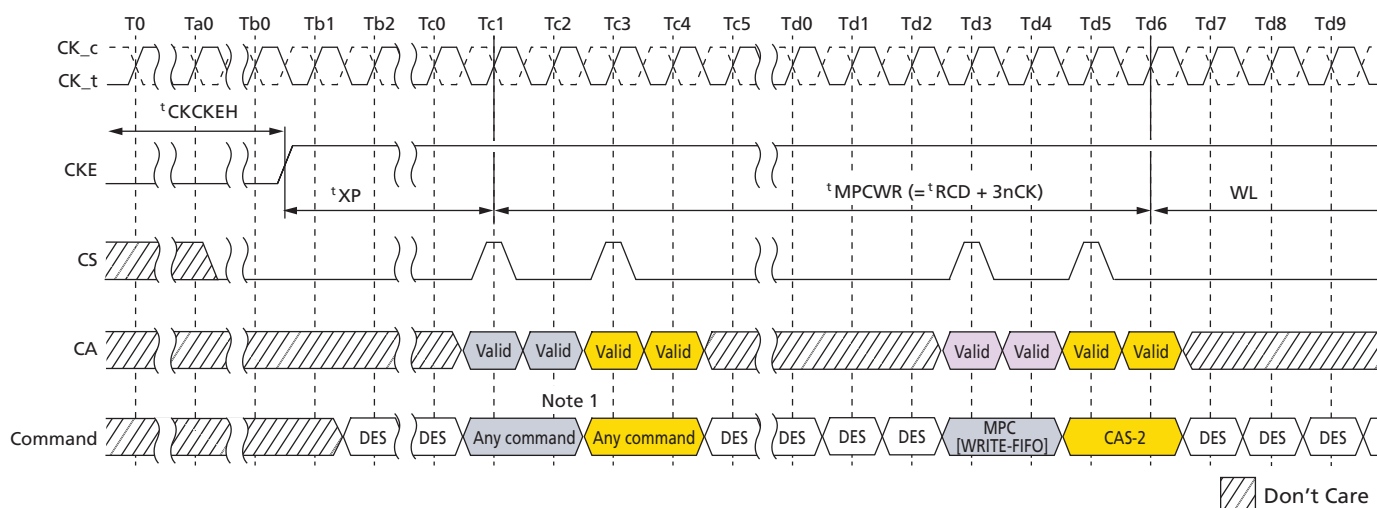 T0 Ta0 Tb0 Tb1 Tb2 Tc0 Tc1 Tc2 Tc3 Tc4 Tc5 Td0 Td1 Td2 Td3 Td4 Td5 Td6 Td7 Td8 Td9
CK_c
CK_t
tCKCKEH
CKE
tXP tMPCWR (= tRCD + 3nCK) WL
CS
CA Valid Valid Valid Valid Valid Valid Valid Valid
Note 1
Command DES DES Any command Any command DES DES DES DES MPC [WRITE-FIFO] CAS-2 DES DES DES
Don't Care